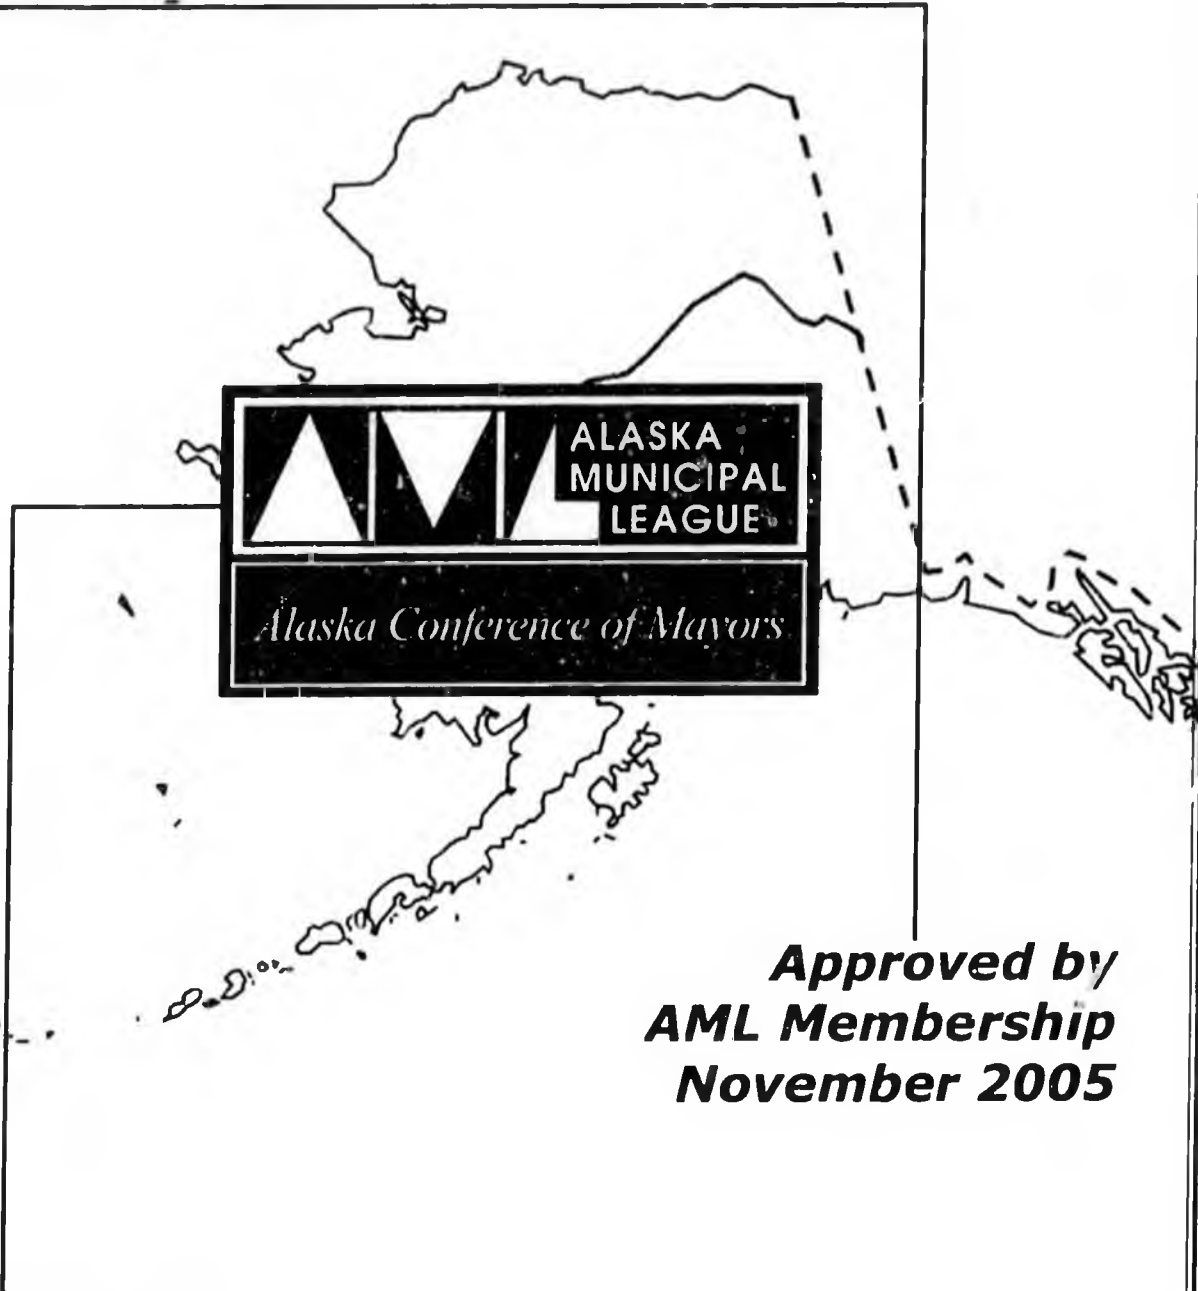 AML ALASKA
MUNICIPAL
LEAGUE
Alaska Conference of Mayors
Approved by
AML Membership
November 2005